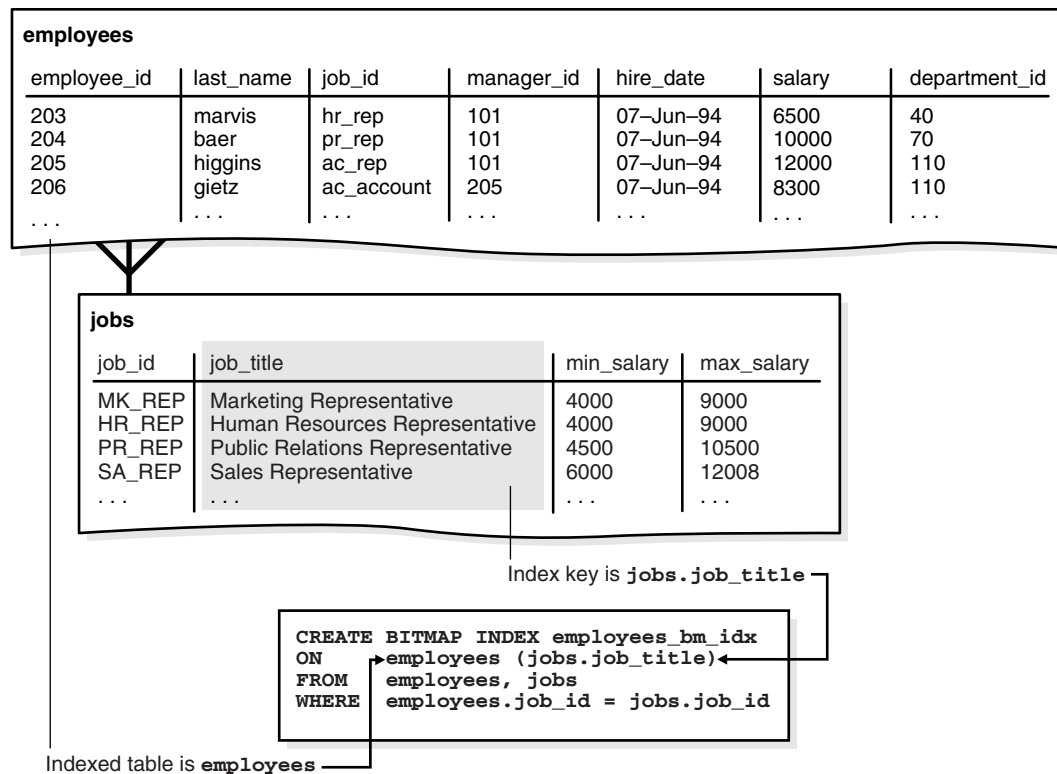 employees
employee_id last_name job_id manager_id hire_date salary department_id
203 marvis hr_rep 101 07–Jun–94 6500 40
204 baer pr_rep 101 07–Jun–94 10000 70
205 higgins ac_rep 101 07–Jun–94 12000 110
206 gietz ac_account 205 07–Jun–94 8300 110
. . . . . . . . . . . . . . . . . . . . .
jobs
job_id job_title min_salary max_salary
MK_REP Marketing Representative 4000 9000
HR_REP Human Resources Representative 4000 9000
PR_REP Public Relations Representative 4500 10500
SA_REP Sales Representative 6000 12008
. . . . . . . . . . . .
Index key is jobs.job_title
CREATE BITMAP INDEX employees_bm_idx
ON employees (jobs.job_title)
FROM employees, jobs
WHERE employees.job_id = jobs.job_id
Indexed table is employees